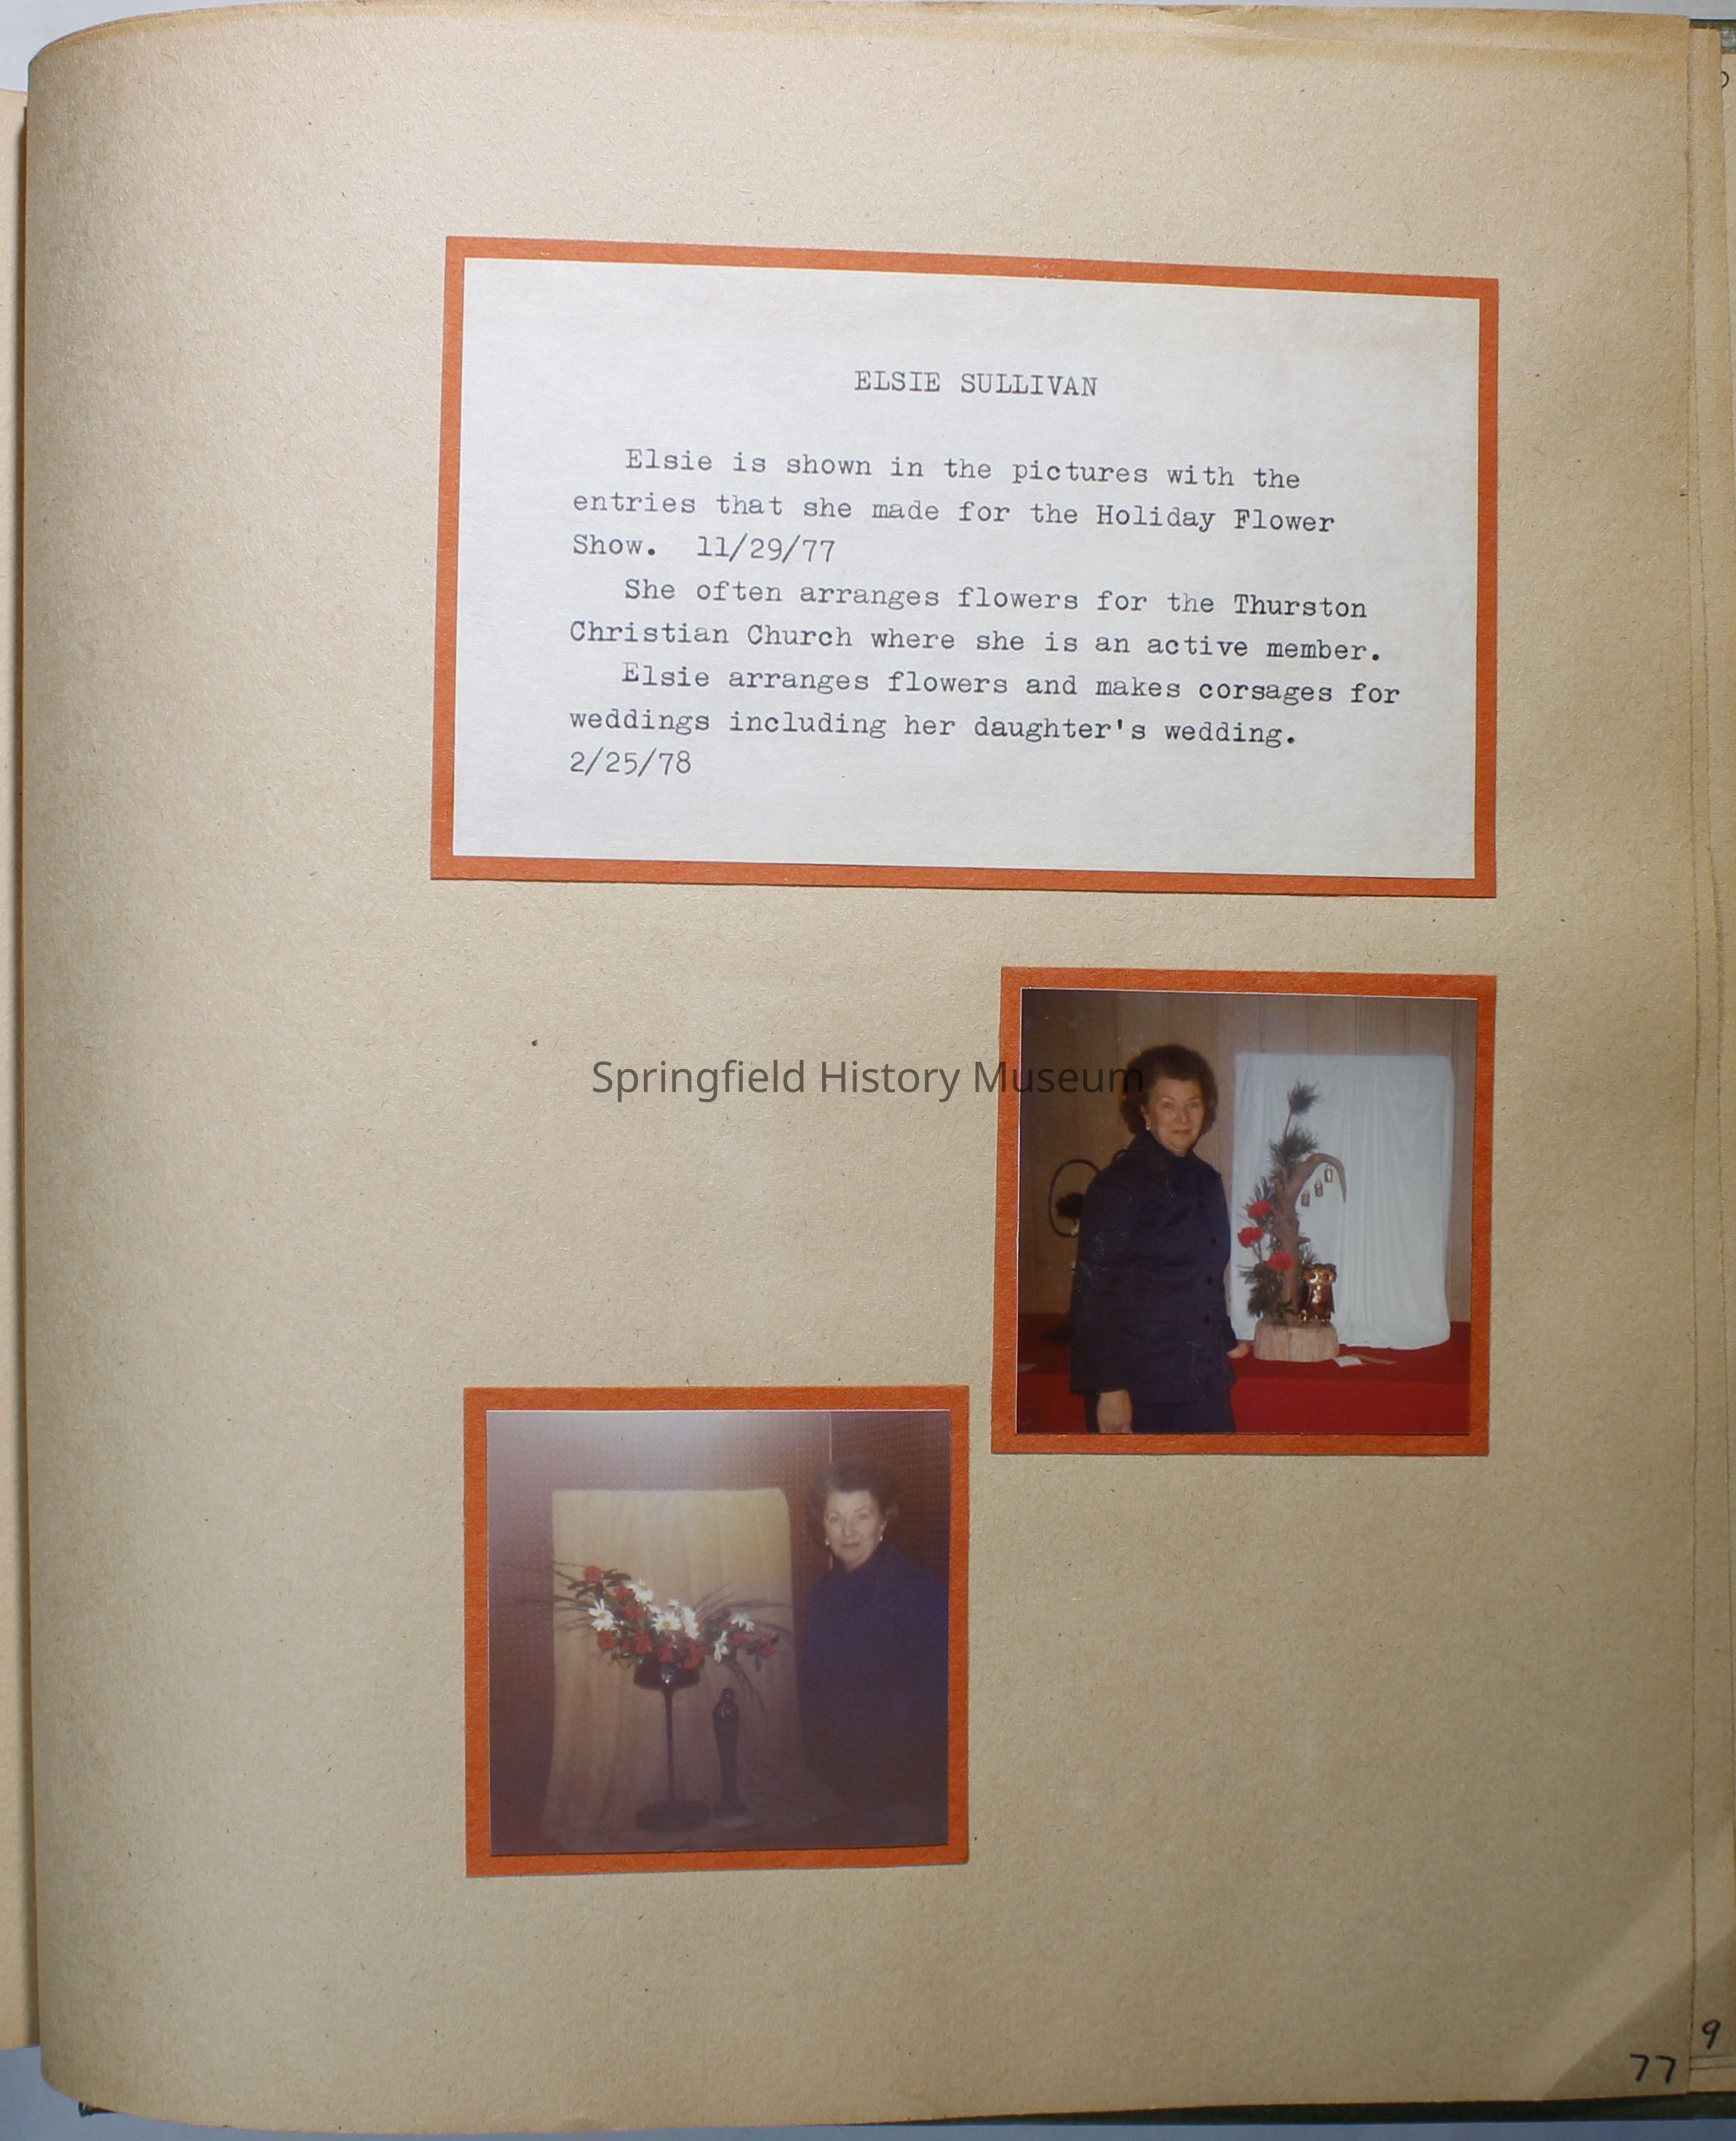 ELSIE SULLIVAN
Elsie is shown in the pictures with the
entries that she made for the Holiday Flower
Show. 11/29/77
She often arranges flowers for the Thurston
Christian Church where she is an active member.
Elsie arranges flowers and makes corsages for
weddings including her daughter's wedding.
2/25/78
Springfield History Museum
9
77